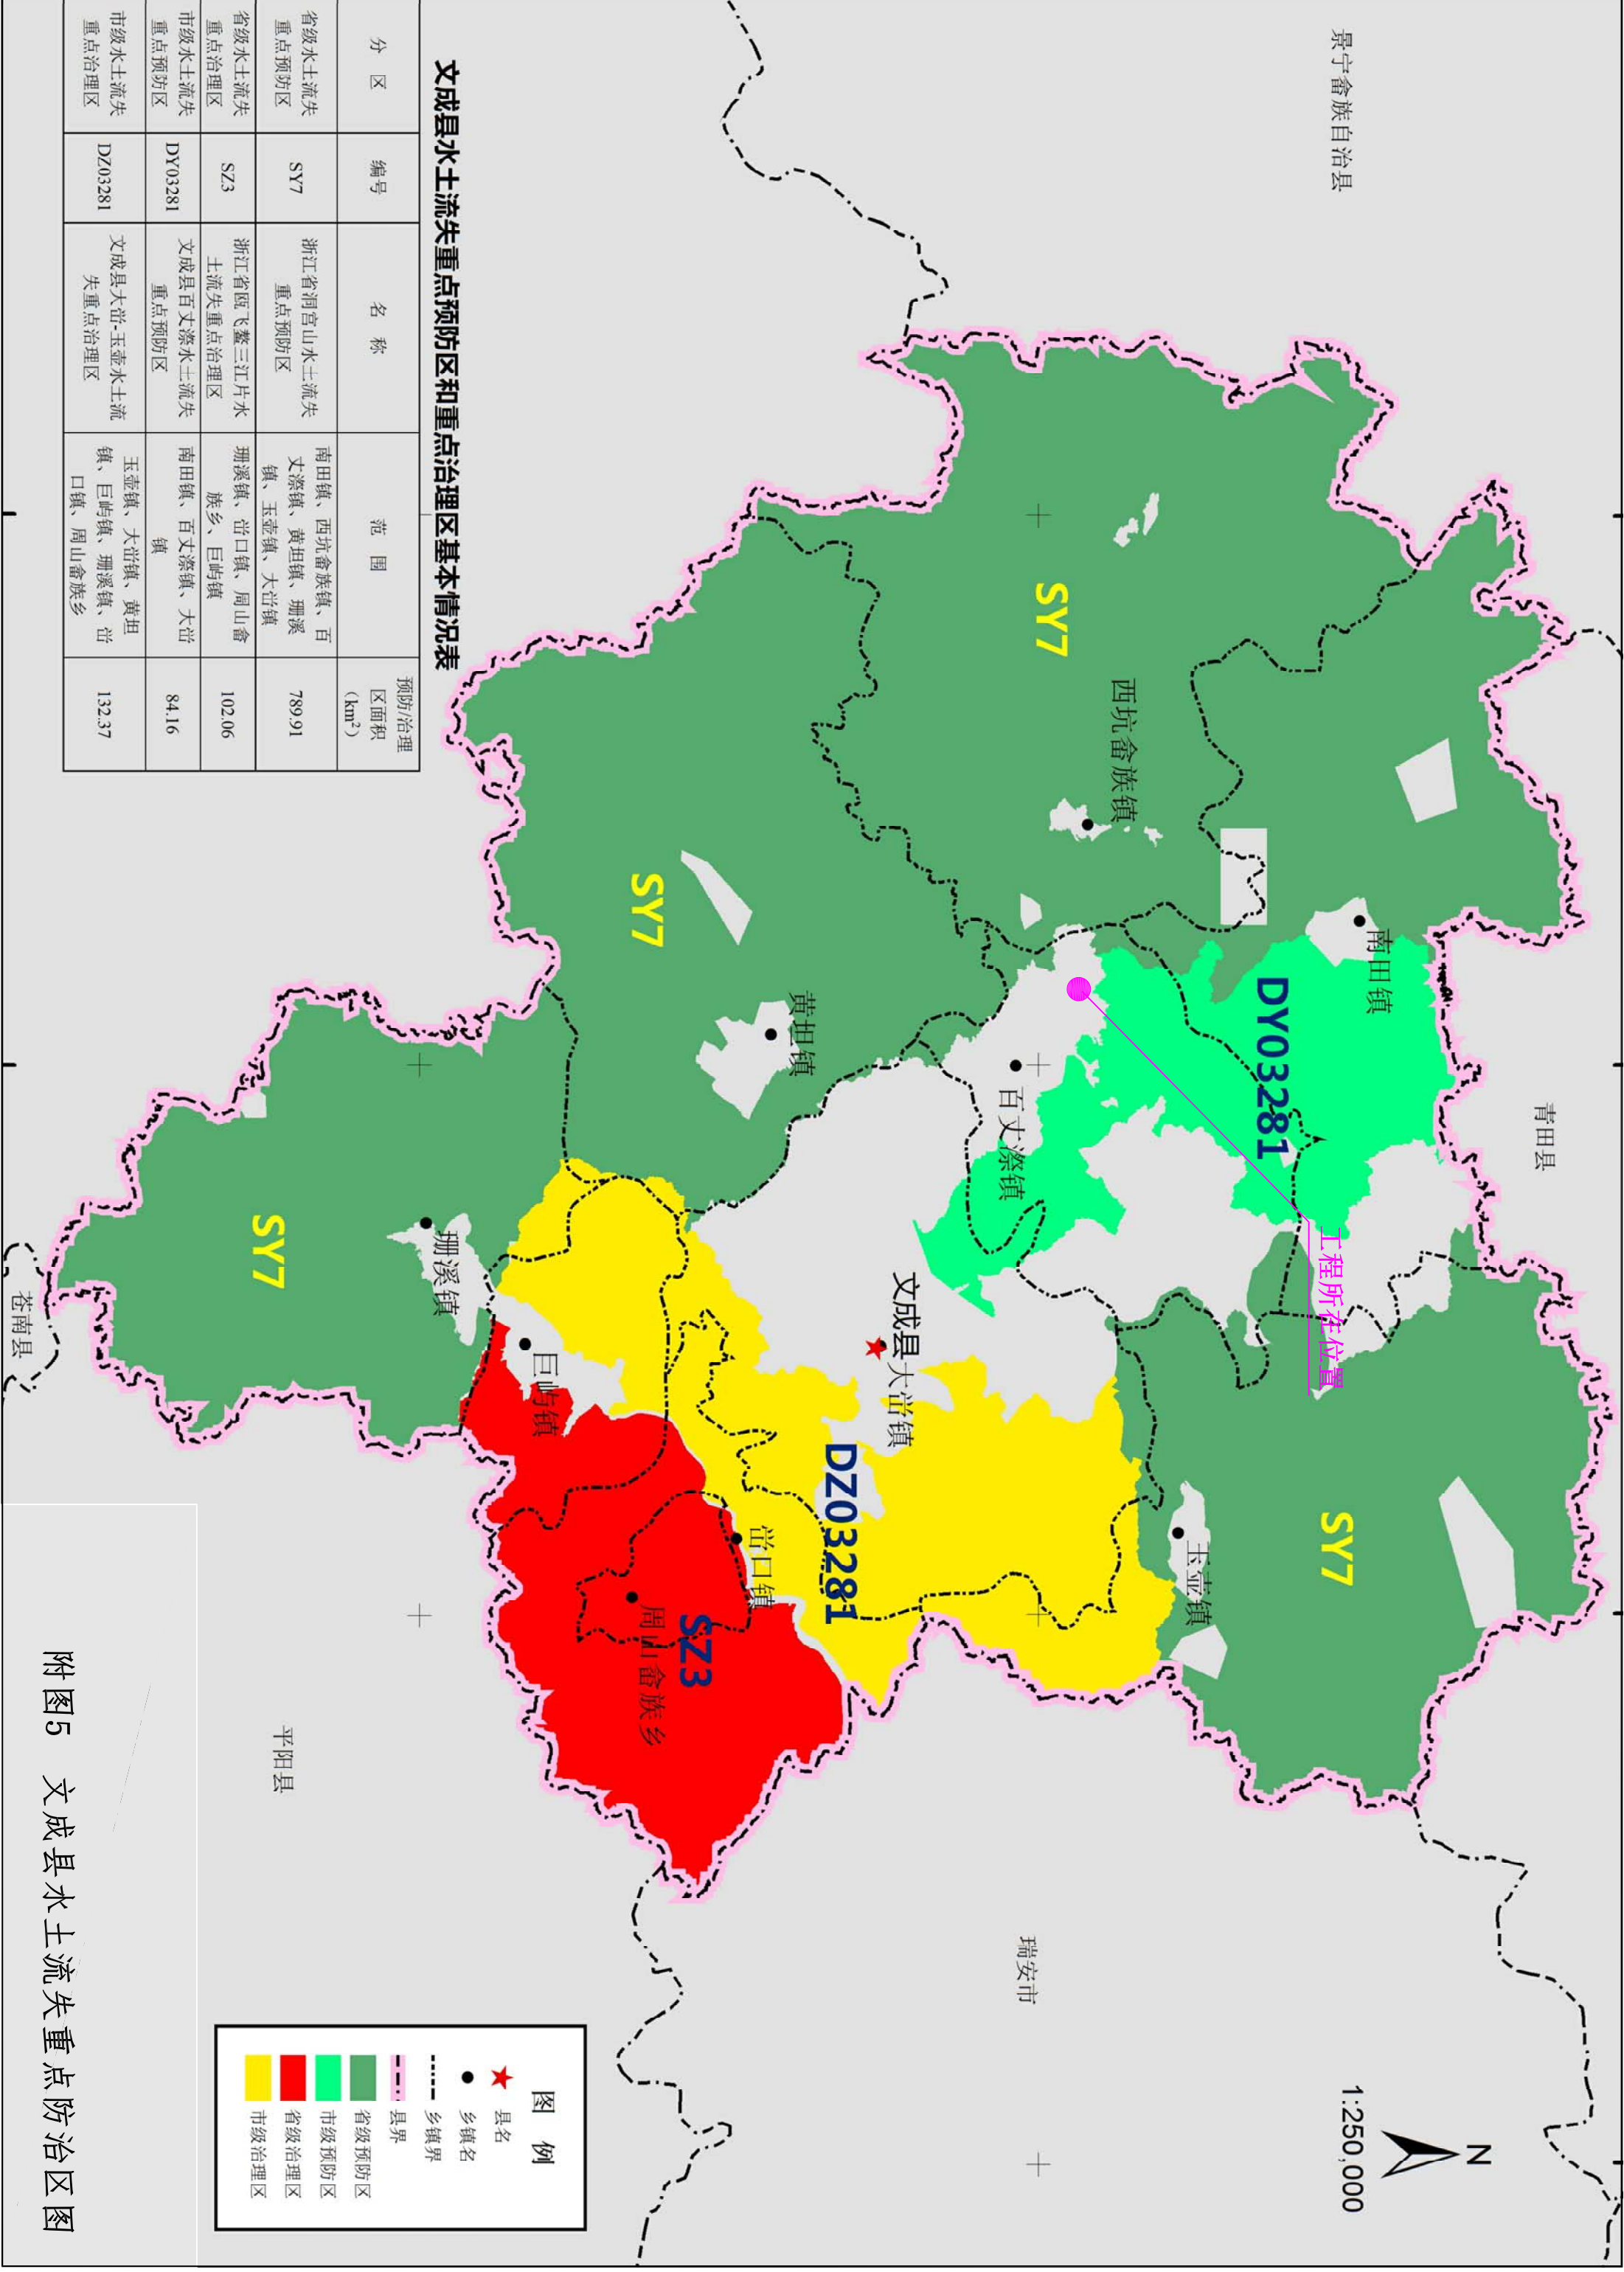 文成县水土流失重点预防区和重点治理区基本情况表
分 区
编号
名 称
范 围
预防/治理
区面积
(km²)
省级水土流失
重点预防区
SY7
浙江省洞宫山水土流失
重点预防区
南田镇、西坑畲族镇、百
丈漈镇、黄坦镇、珊溪
镇、玉壶镇、大峃镇
789.91
省级水土流失
重点治理区
SZ3
浙江省瓯飞鳌三江片水
土流失重点治理区
珊溪镇、峃口镇、周山畲
族乡、巨屿镇
102.06
市级水土流失
重点预防区
DY03281
文成县百丈漈水土流失
重点预防区
南田镇、百丈漈镇、大峃
镇
84.16
市级水土流失
重点治理区
DZ03281
文成县大峃-玉壶水土流
失重点治理区
玉壶镇、大峃镇、黄坦
镇、巨屿镇、珊溪镇、峃
口镇、周山畲族乡
132.37
景宁畲族自治县
青田县
瑞安市
平阳县
苍南县
SY7
西坑畲族镇
南田镇
DY03281
工程所在位置
SY7
黄坦镇
百丈漈镇
文成县
大峃镇
DZ03281
玉壶镇
SY7
SY7
珊溪镇
巨屿镇
峃口镇
SZ3
周山畲族乡
N
1:250,000
图 例
县名
乡镇名
乡镇界
县界
省级预防区
市级预防区
省级治理区
市级治理区
附图5 文成县水土流失重点防治区图